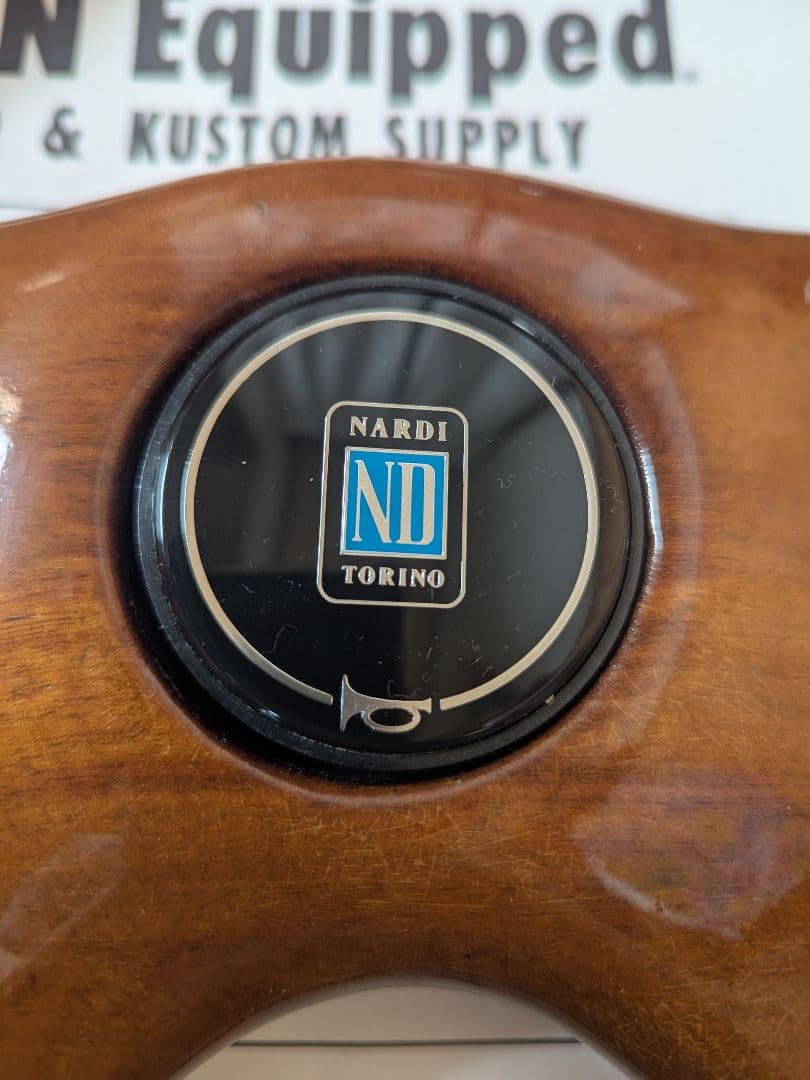 N Equipped
& KUSTOM SUPPLY
NARDI
ND
TORINO